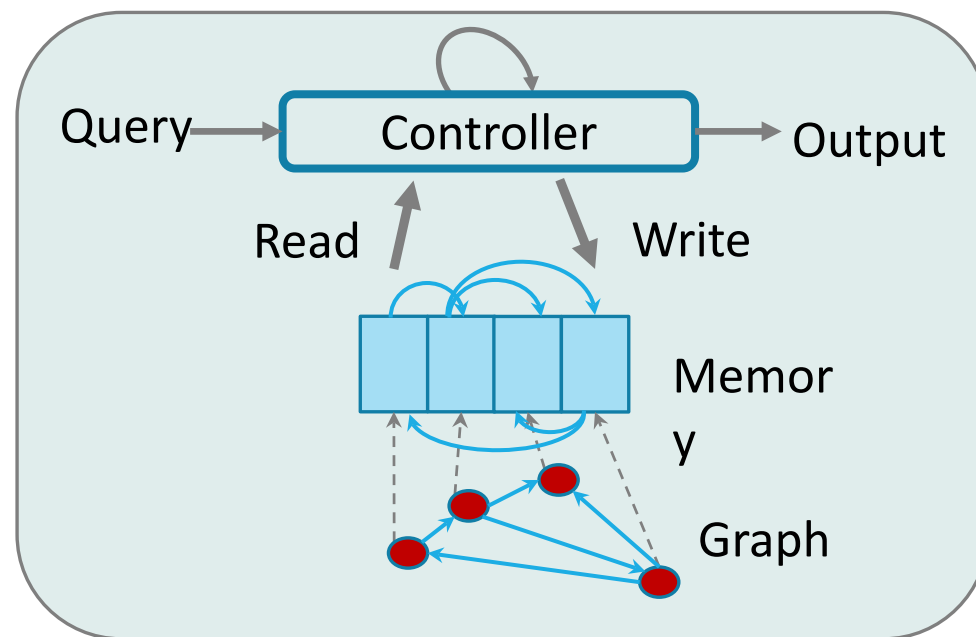 Query
Controller
Output
Read
Write
Memor
y
Graph